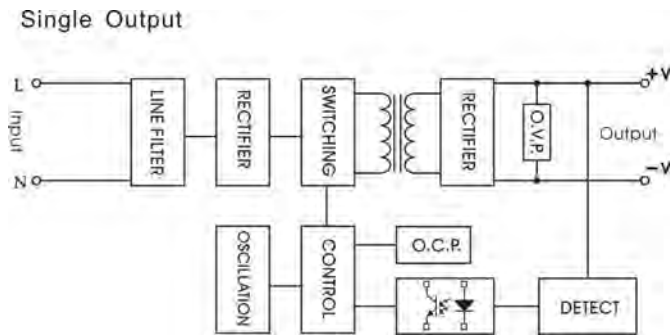 Single Output
L
Input
N
LINE FILTER
RECTIFIER
SWITCHING
RECTIFIER
O.V.P.
+V
Output
-V
OSCILLATION
CONTROL
O.C.P.
DETECT